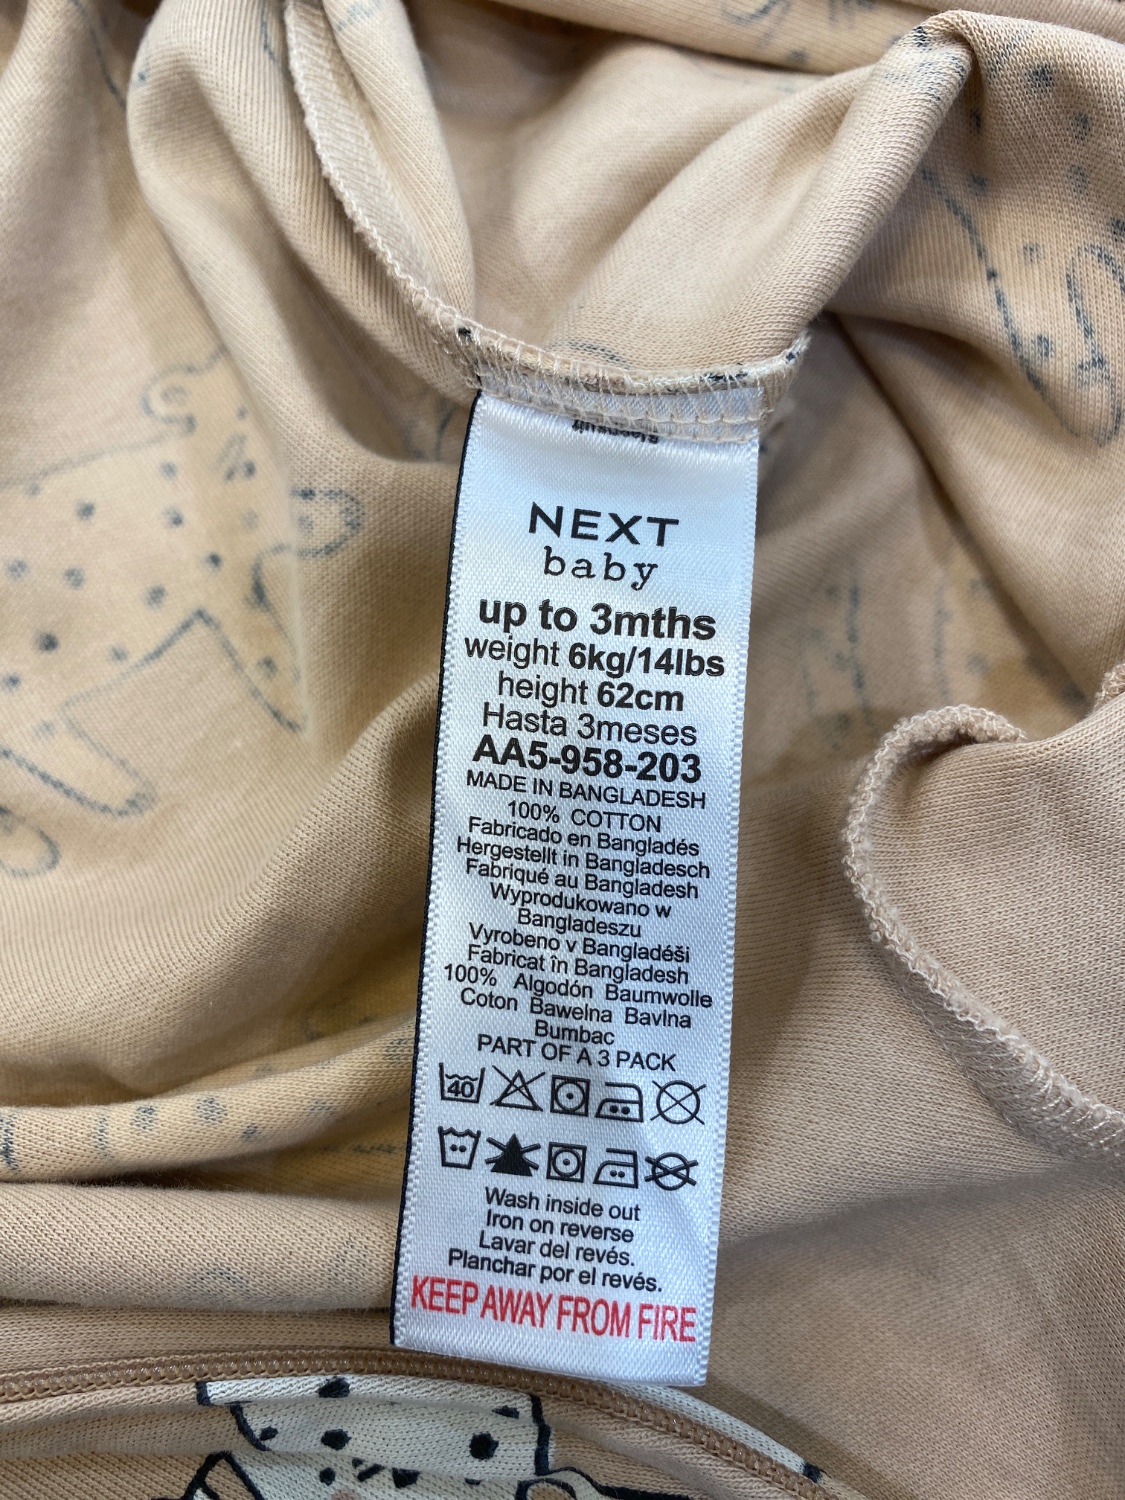 NEXT
baby
up to 3mths
weight 6kg/14lbs
height 62cm
Hasta 3meses
AA5-958-203
MADE IN BANGLADESH
100% COTTON
Fabricado en Bangladés
Hergestellt in Bangladesch
Fabriqué au Bangladesh
Wyprodukowano w
Bangladeszu
Vyrobeno v Bangladéši
Fabricat în Bangladesh
100% Algodón Baumwolle
Coton Bawełna Bavlna
Bumbac
PART OF A 3 PACK
40
Wash inside out
Iron on reverse
Lavar del revés.
Planchar por el revés.
KEEP AWAY FROM FIRE